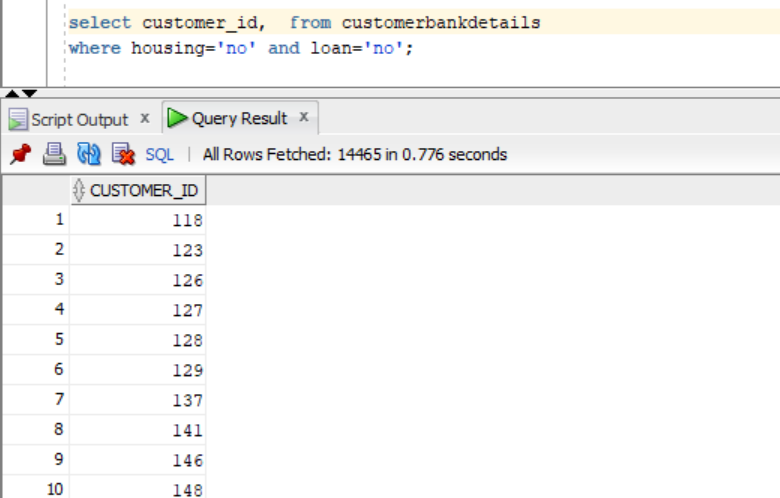 select customer_id,  from customerbankdetails
where housing='no' and loan='no';
Script Output x Query Result x
SQL | All Rows Fetched: 14465 in 0.776 seconds
CUSTOMER_ID
1 118
2 123
3 126
4 127
5 128
6 129
7 137
8 141
9 146
10 148